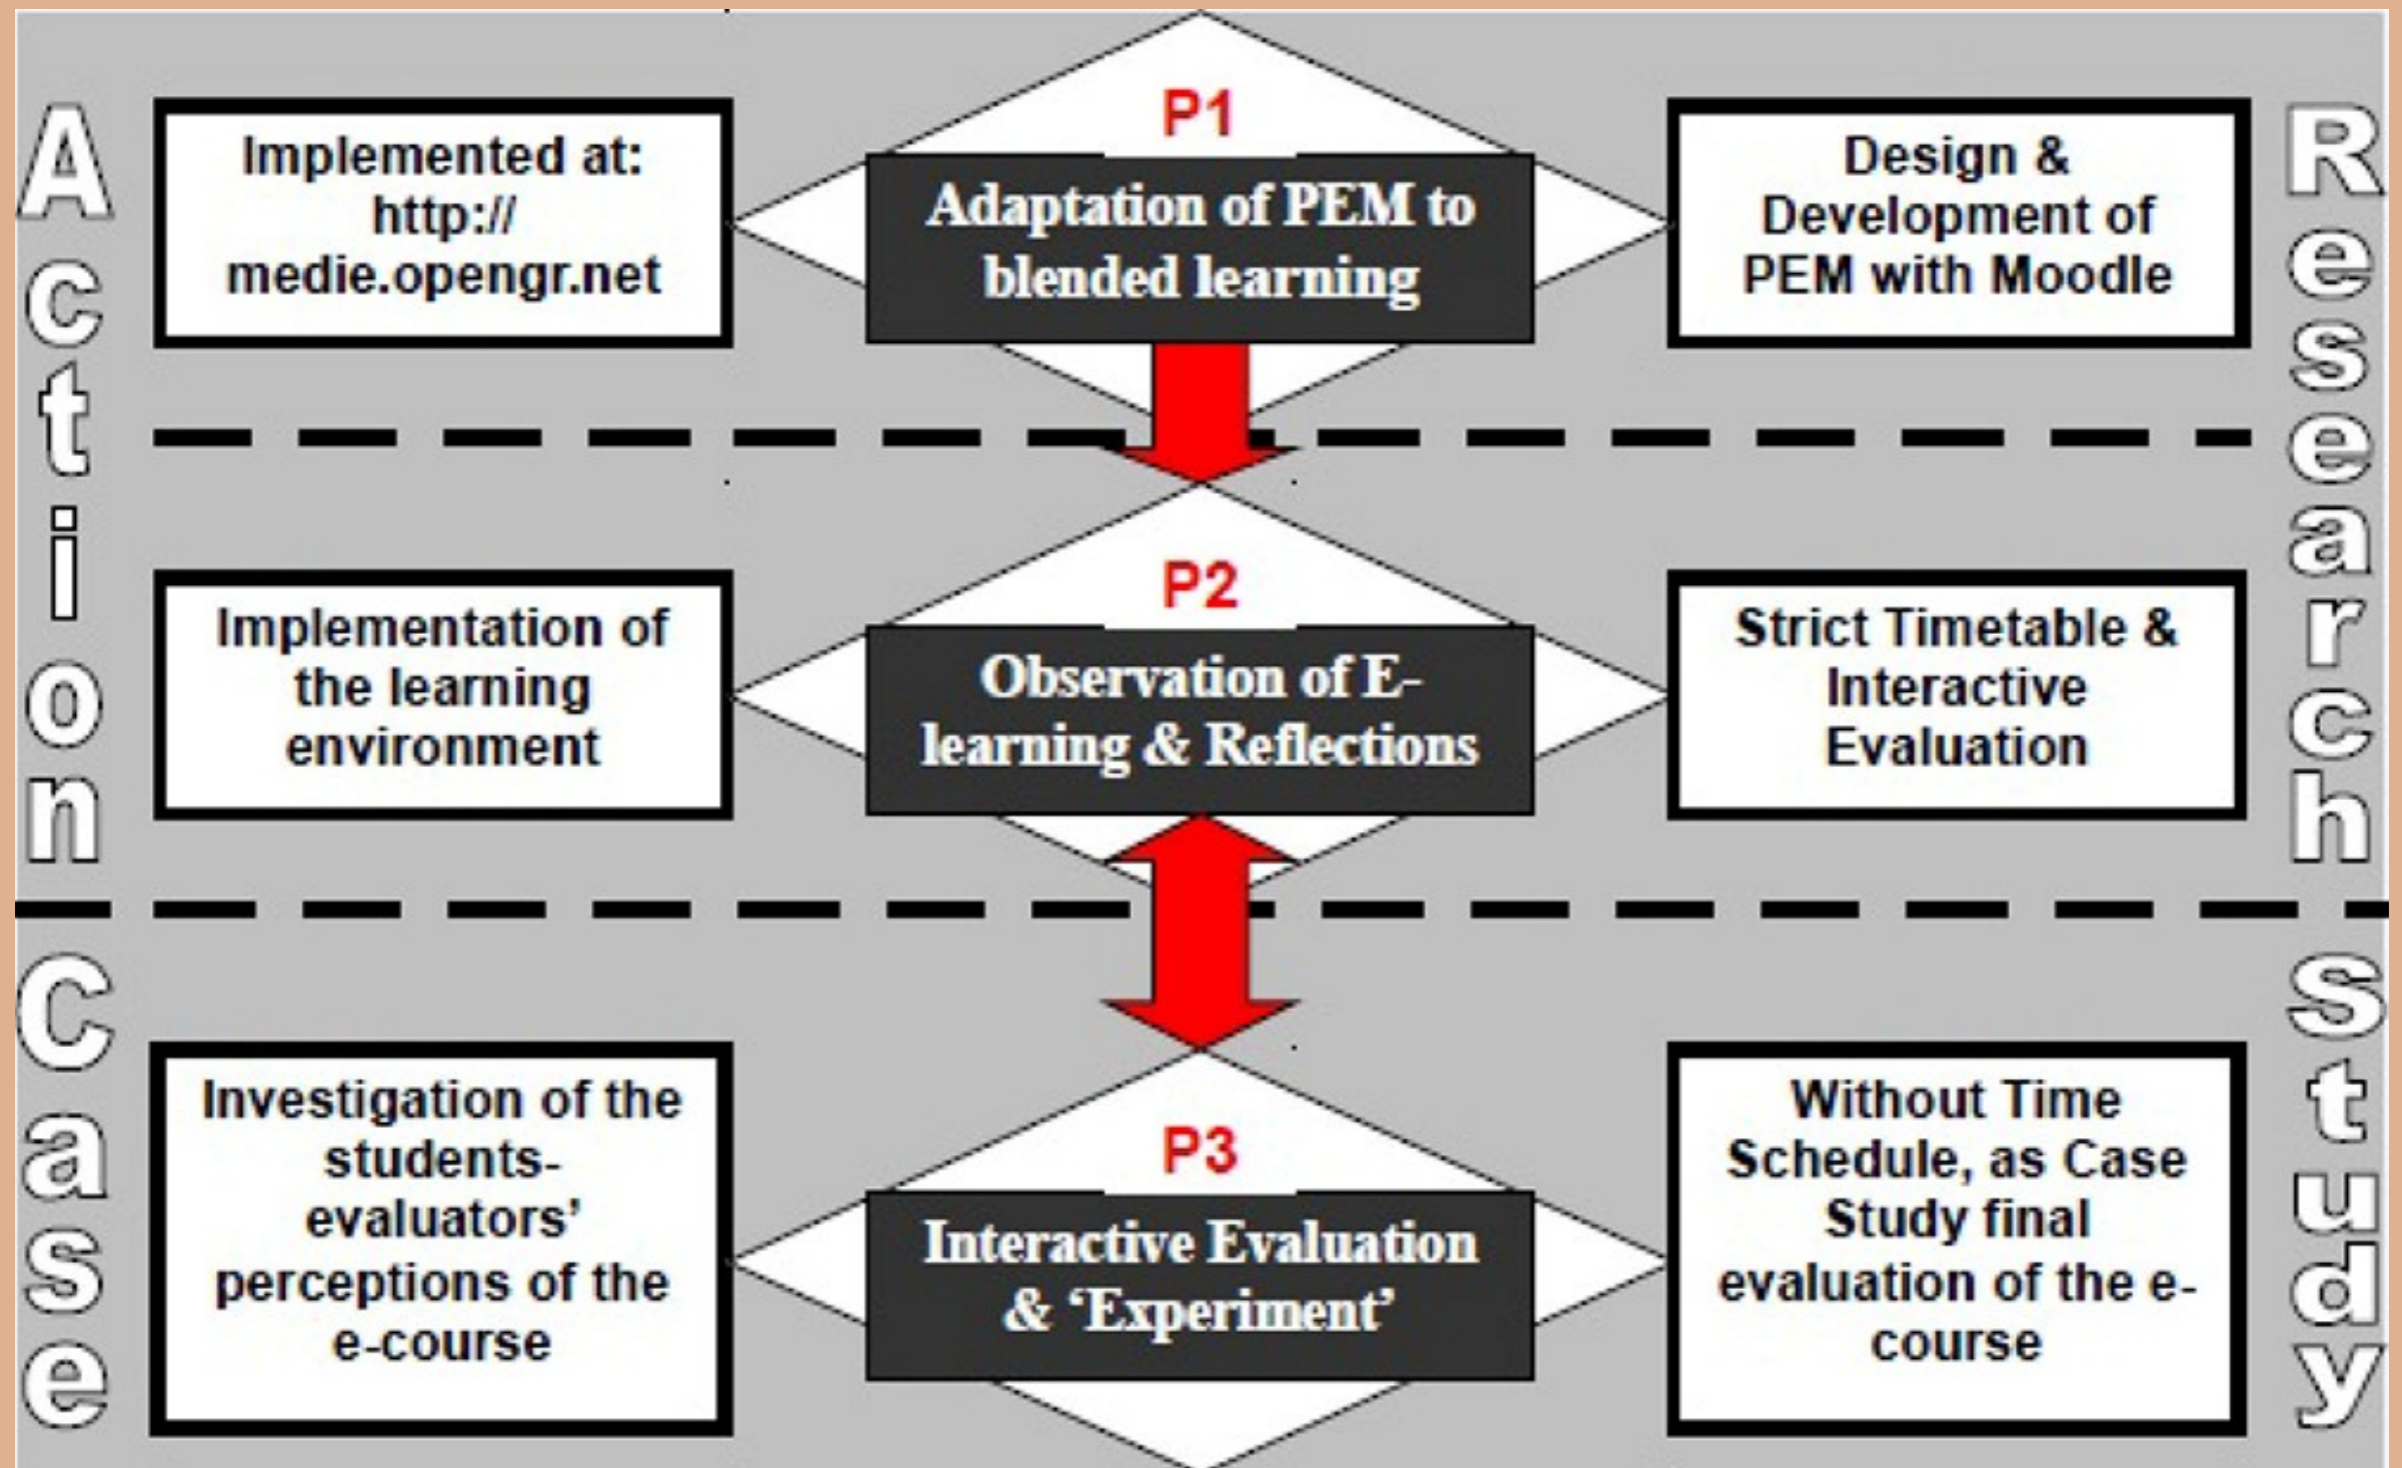 Action
Research
Implemented at:
http://
medie.opengr.net
P1
Adaptation of PEM to
blended learning
Design &
Development of
PEM with Moodle
Implementation of
the learning
environment
P2
Observation of E-
learning & Reflections
Strict Timetable &
Interactive
Evaluation
Case
Study
Investigation of the
students-
evaluators’
perceptions of the
e-course
P3
Interactive Evaluation
& ‘Experiment’
Without Time
Schedule, as Case
Study final
evaluation of the e-
course